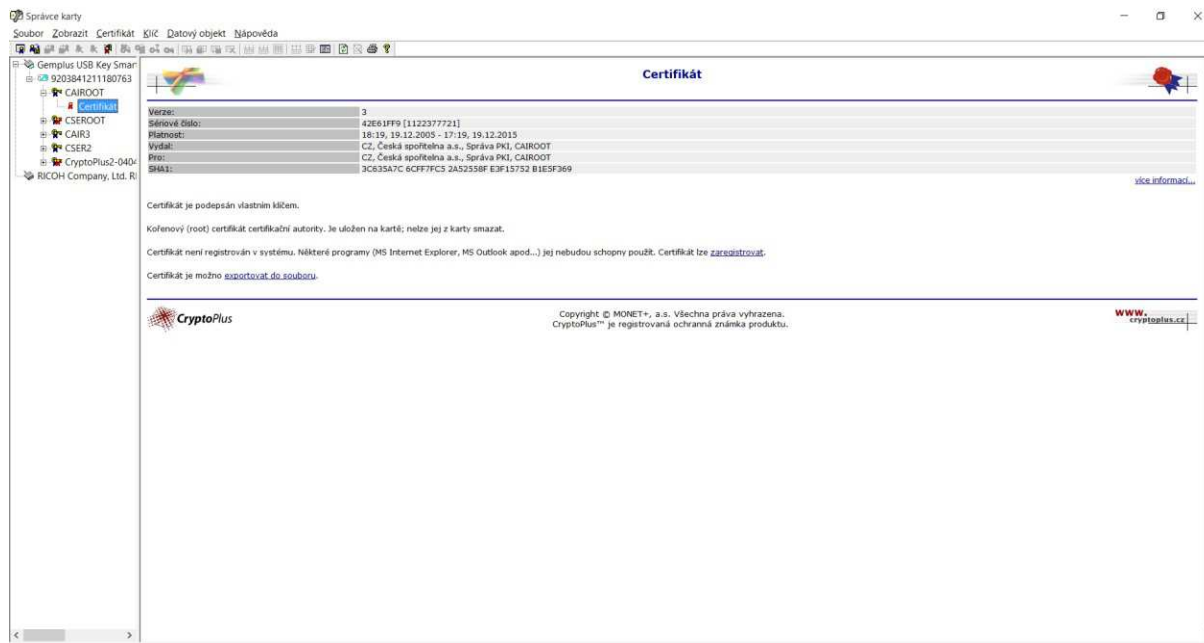 Správce karty
Soubor Zobrazit Certifikát Klíč Datový objekt Nápověda
Gemplus USB Key Smar
9203841211180763
CAIROOT
Certifikát
CSEROOT
CAIR3
CSER2
CryptoPlus2-0404
RICOH Company, Ltd. RI
Certifikát
Verze: 3
Sériové číslo: 42E61FF9 [1122377721]
Platnost: 18:19, 19.12.2005 - 17:19, 19.12.2015
Vydal: CZ, Česká spořitelna a.s., Správa PKI, CAIROOT
Pro: CZ, Česká spořitelna a.s., Správa PKI, CAIROOT
SHA1: 3C635A7C 6CFF7FC5 2A52558F E3F15752 B1E5F369
více informací...
Certifikát je podepsán vlastním klíčem.
Kořenový (root) certifikát certifikační autority. Je uložen na kartě; nelze jej z karty smazat.
Certifikát není registrován v systému. Některé programy (MS Internet Explorer, MS Outlook apod...) jej nebudou schopny použít. Certifikát lze zaregistrovat.
Certifikát je možno exportovat do souboru.
CryptoPlus
Copyright © MONET+, a.s. Všechna práva vyhrazena.
CryptoPlus™ je registrovaná ochranná známka produktu.
www.
cryptoplus.cz